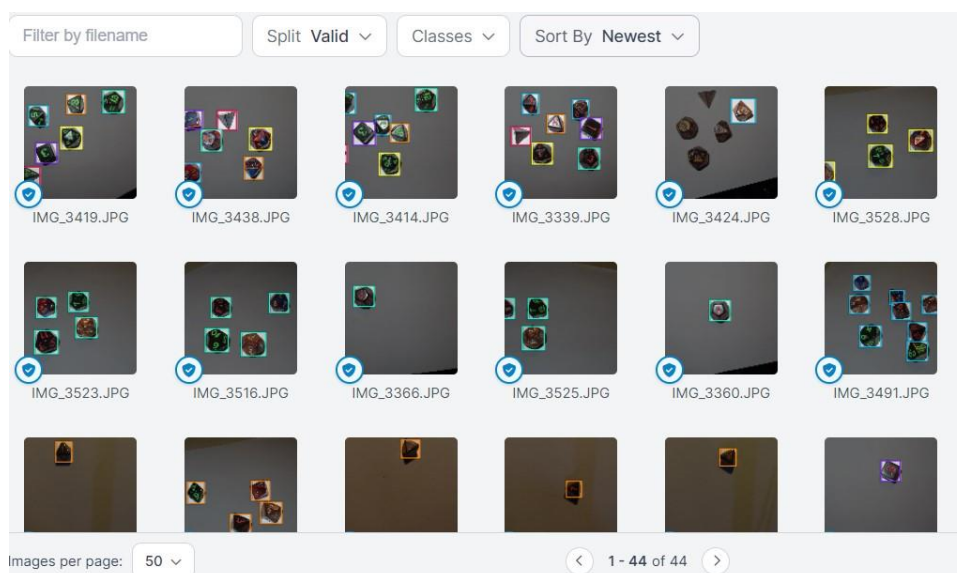 Filter by filename
Split Valid
Classes
Sort By Newest
IMG_3419.JPG
IMG_3438.JPG
IMG_3414.JPG
IMG_3339.JPG
IMG_3424.JPG
IMG_3528.JPG
IMG_3523.JPG
IMG_3516.JPG
IMG_3366.JPG
IMG_3525.JPG
IMG_3360.JPG
IMG_3491.JPG
Images per page: 50
1 - 44 of 44